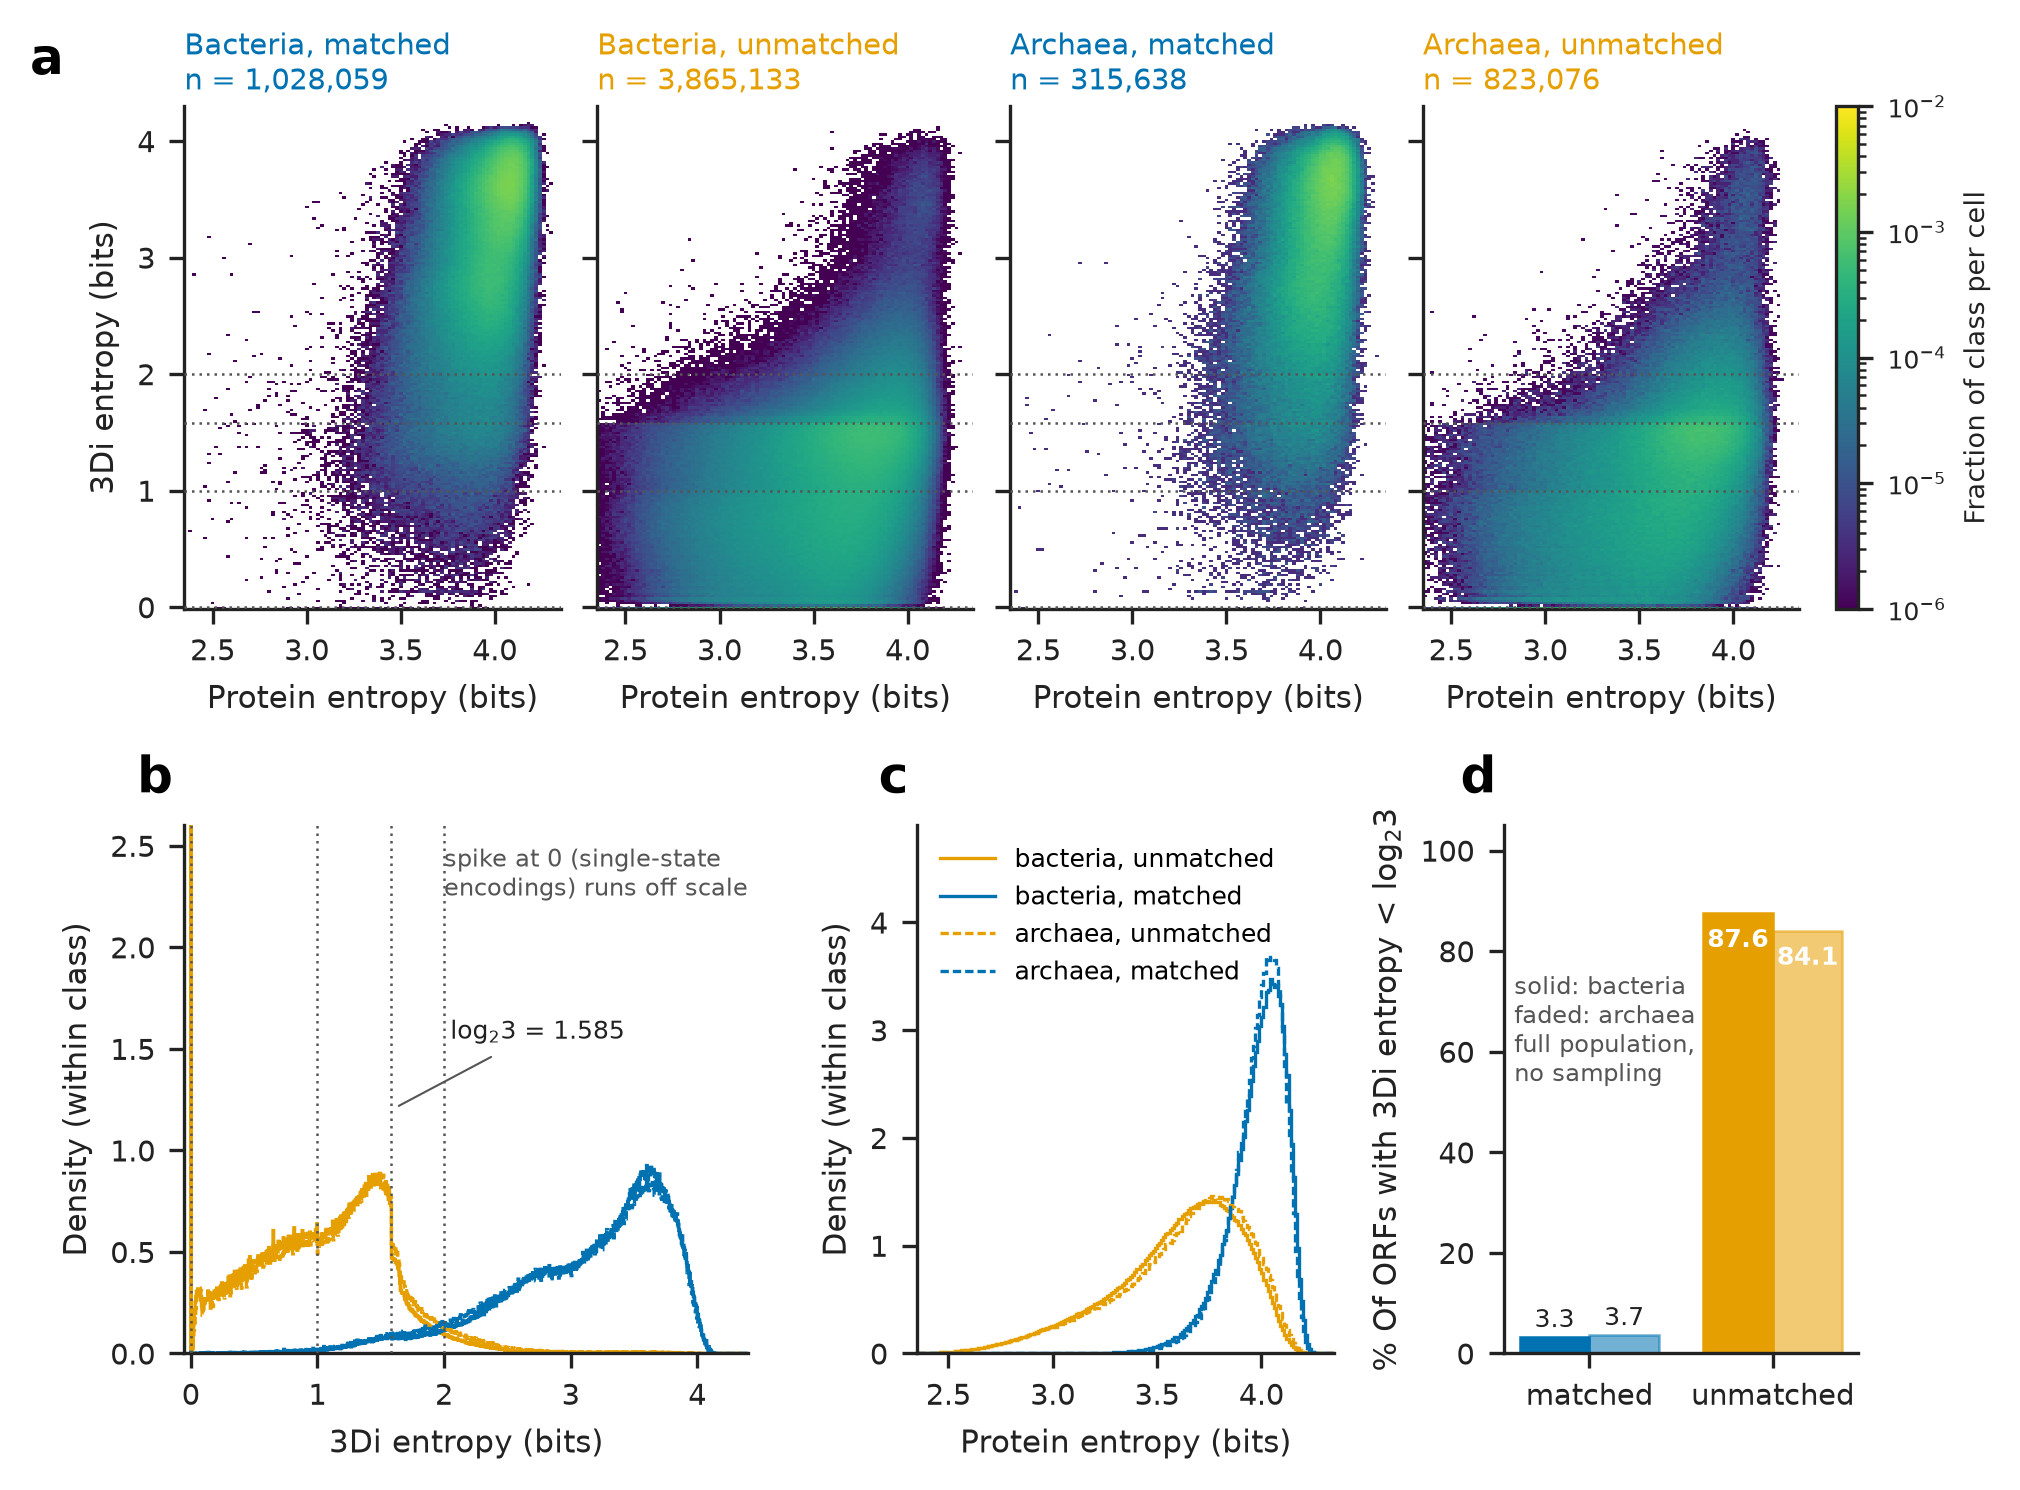 a
Bacteria, matched
n = 1,028,059
Bacteria, unmatched
n = 3,865,133
Archaea, matched
n = 315,638
Archaea, unmatched
n = 823,076
3Di entropy (bits)
4
3
2
1
0
2.5 3.0 3.5 4.0
Protein entropy (bits)
2.5 3.0 3.5 4.0
Protein entropy (bits)
2.5 3.0 3.5 4.0
Protein entropy (bits)
2.5 3.0 3.5 4.0
Protein entropy (bits)
10⁻²
10⁻³
10⁻⁴
10⁻⁵
10⁻⁶
Fraction of class per cell
b
Density (within class)
2.5
2.0
1.5
1.0
0.5
0.0
spike at 0 (single-state
encodings) runs off scale
log₂3 = 1.585
0 1 2 3 4
3Di entropy (bits)
c
Density (within class)
4
3
2
1
0
bacteria, unmatched
bacteria, matched
archaea, unmatched
archaea, matched
2.5 3.0 3.5 4.0
Protein entropy (bits)
d
% Of ORFs with 3Di entropy < log₂3
100
80
60
40
20
0
87.6
84.1
solid: bacteria
faded: archaea
full population,
no sampling
3.3
3.7
matched unmatched